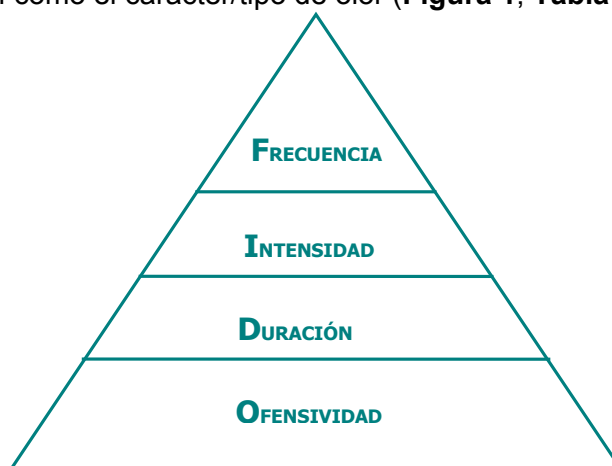 como el carácter/tipo de olor (Figura 1, Tabla
FRECUENCIA
INTENSIDAD
DURACIÓN
OFENSIVIDAD